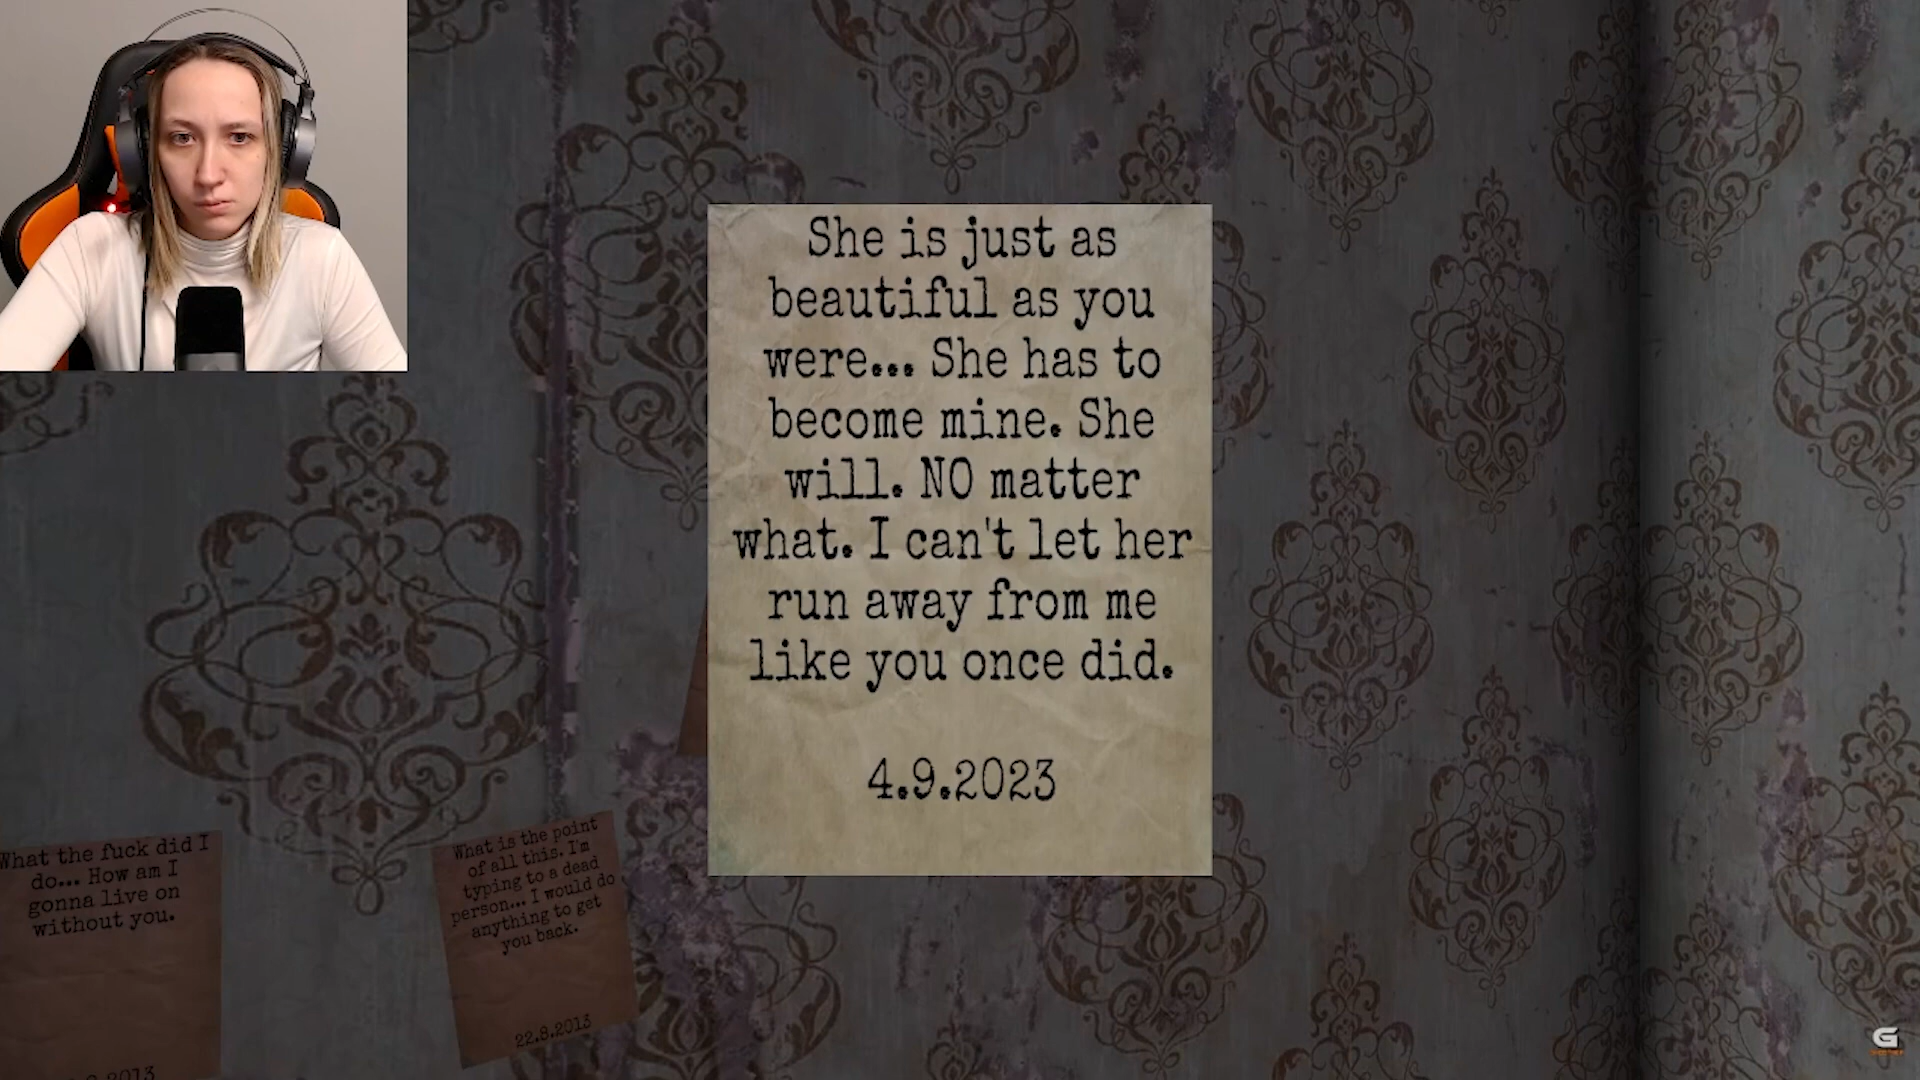 She is just as
beautiful as you
were... She has to
become mine. She
will. NO matter
what. I can't let her
run away from me
like you once did.
4.9.2023
What the fuck did I
do... How am I
gonna live on
without you.
2013
What is the point
of all this. I'm
typing to a dead
person... I would do
anything to get
you back.
22.8.2013